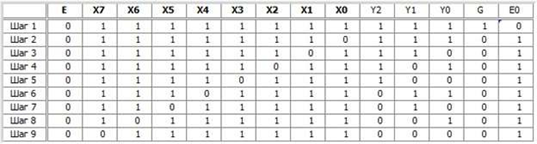 E X7 X6 X5 X4 X3 X2 X1 X0 Y2 Y1 Y0 G E0
Шаг 1 0 1 1 1 1 1 1 1 1 1 1 1 1 0
Шаг 2 0 1 1 1 1 1 1 1 0 1 1 1 0 1
Шаг 3 0 1 1 1 1 1 1 0 1 1 1 0 0 1
Шаг 4 0 1 1 1 1 1 0 1 1 1 0 1 0 1
Шаг 5 0 1 1 1 1 0 1 1 1 1 0 0 0 1
Шаг 6 0 1 1 1 0 1 1 1 1 0 1 1 0 1
Шаг 7 0 1 1 0 1 1 1 1 1 0 1 0 0 1
Шаг 8 0 1 0 1 1 1 1 1 1 0 0 1 0 1
Шаг 9 0 0 1 1 1 1 1 1 1 0 0 0 0 1